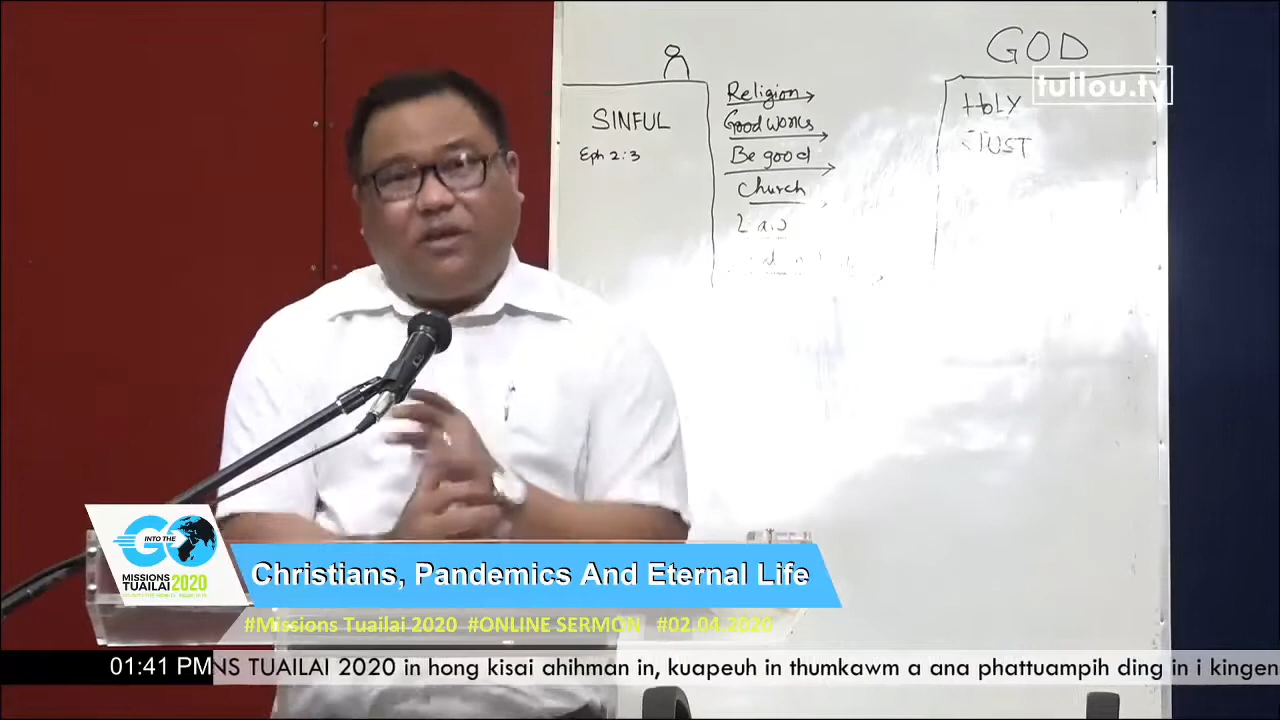 GOD
tullou.tv
SINFUL
Eph 2:3
Religion
Good works
Be good
Church
HOLY
JUST
GO
INTO THE
MISSIONS
TUAILAI 2020
Christians, Pandemics And Eternal Life
#Missions Tuailai 2020 #ONLINE SERMON #02.04.2020
01:41 PM
NS TUAILAI 2020 in hong kisai ahihman in, kuapeuh in thumkawm a ana phattuampih ding in i kingen